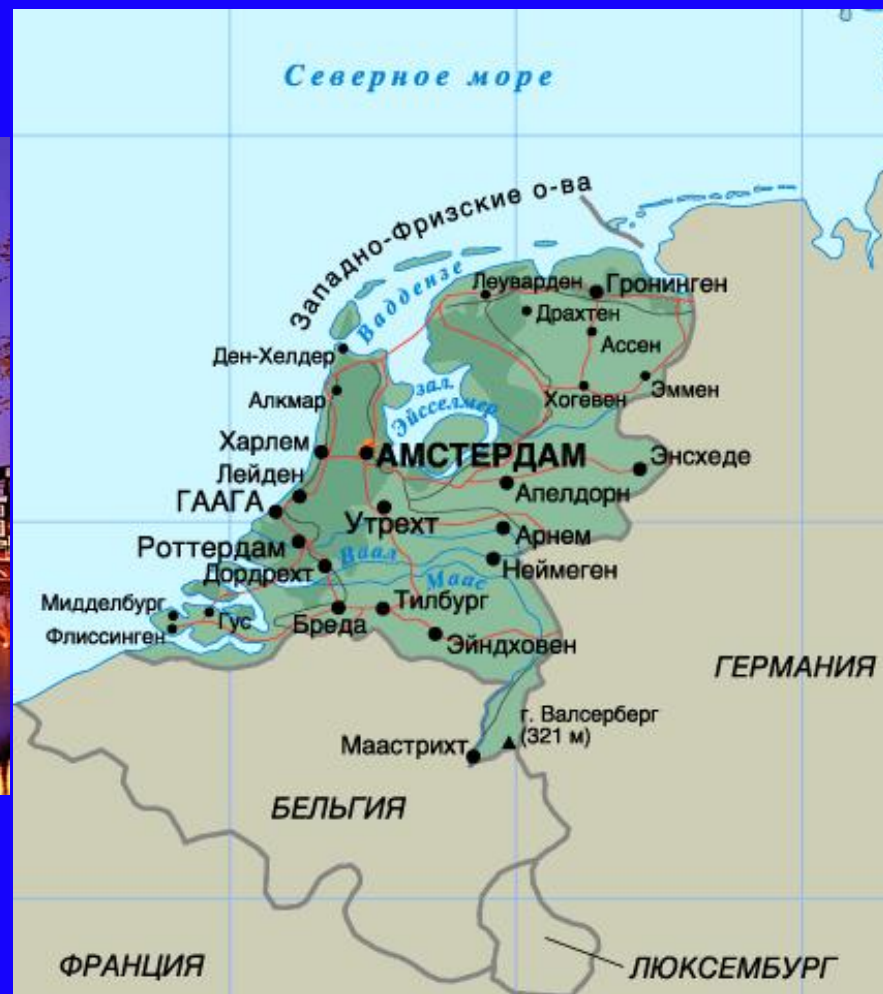 Северное море
Западно-Фризские о-ва
Ваддензе
Леуварден
Гронинген
Драхтен
Ассен
Ден-Хелдер
Алкмар
зал.
Эйсселмер
Хогевен
Эммен
Харлем
АМСТЕРДАМ
Энсхеде
Лейден
Апелдорн
ГААГА
Утрехт
Арнем
Роттердам
Ваал
Дордрехт
Маас
Неймеген
Мидделбург
Гус
Бреда
Тилбург
Флиссинген
Эйндховен
ГЕРМАНИЯ
г. Валсерберг
(321 м)
Маастрихт
БЕЛЬГИЯ
ФРАНЦИЯ
ЛЮКСЕМБУРГ